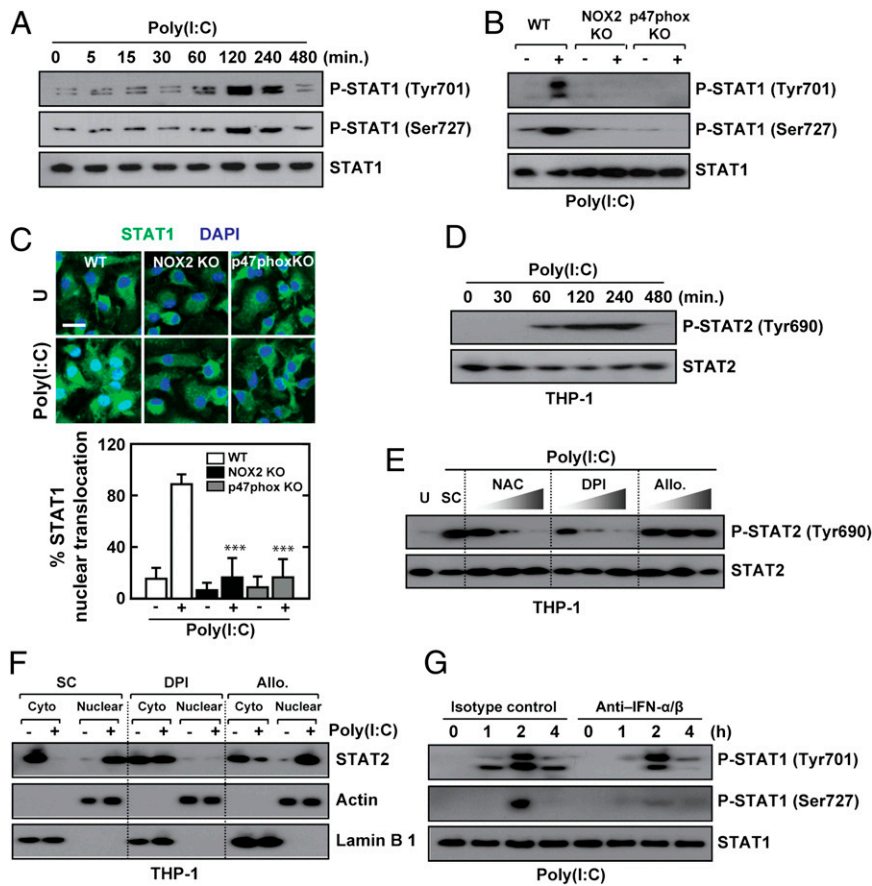 A
Poly(I:C)
0 5 15 30 60 120 240 480 (min.)
P-STAT1 (Tyr701)
P-STAT1 (Ser727)
STAT1
B
WT NOX2 KO p47phox KO
- + - + - +
P-STAT1 (Tyr701)
P-STAT1 (Ser727)
STAT1
Poly(I:C)
C
STAT1 DAPI
WT NOX2 KO p47phoxKO
U
Poly(I:C)
% STAT1 nuclear translocation
120
80
40
0
WT
NOX2 KO
p47phox KO
*** ***
- + - + - +
Poly(I:C)
D
Poly(I:C)
0 30 60 120 240 480 (min.)
P-STAT2 (Tyr690)
STAT2
THP-1
E
Poly(I:C)
U SC NAC DPI Allo.
P-STAT2 (Tyr690)
STAT2
THP-1
F
SC DPI Allo.
Cyto Nuclear Cyto Nuclear Cyto Nuclear
- + - + - + - + - + - + Poly(I:C)
STAT2
Actin
Lamin B 1
THP-1
G
Isotype control Anti–IFN-α/β
0 1 2 4 0 1 2 4 (h)
P-STAT1 (Tyr701)
P-STAT1 (Ser727)
STAT1
Poly(I:C)